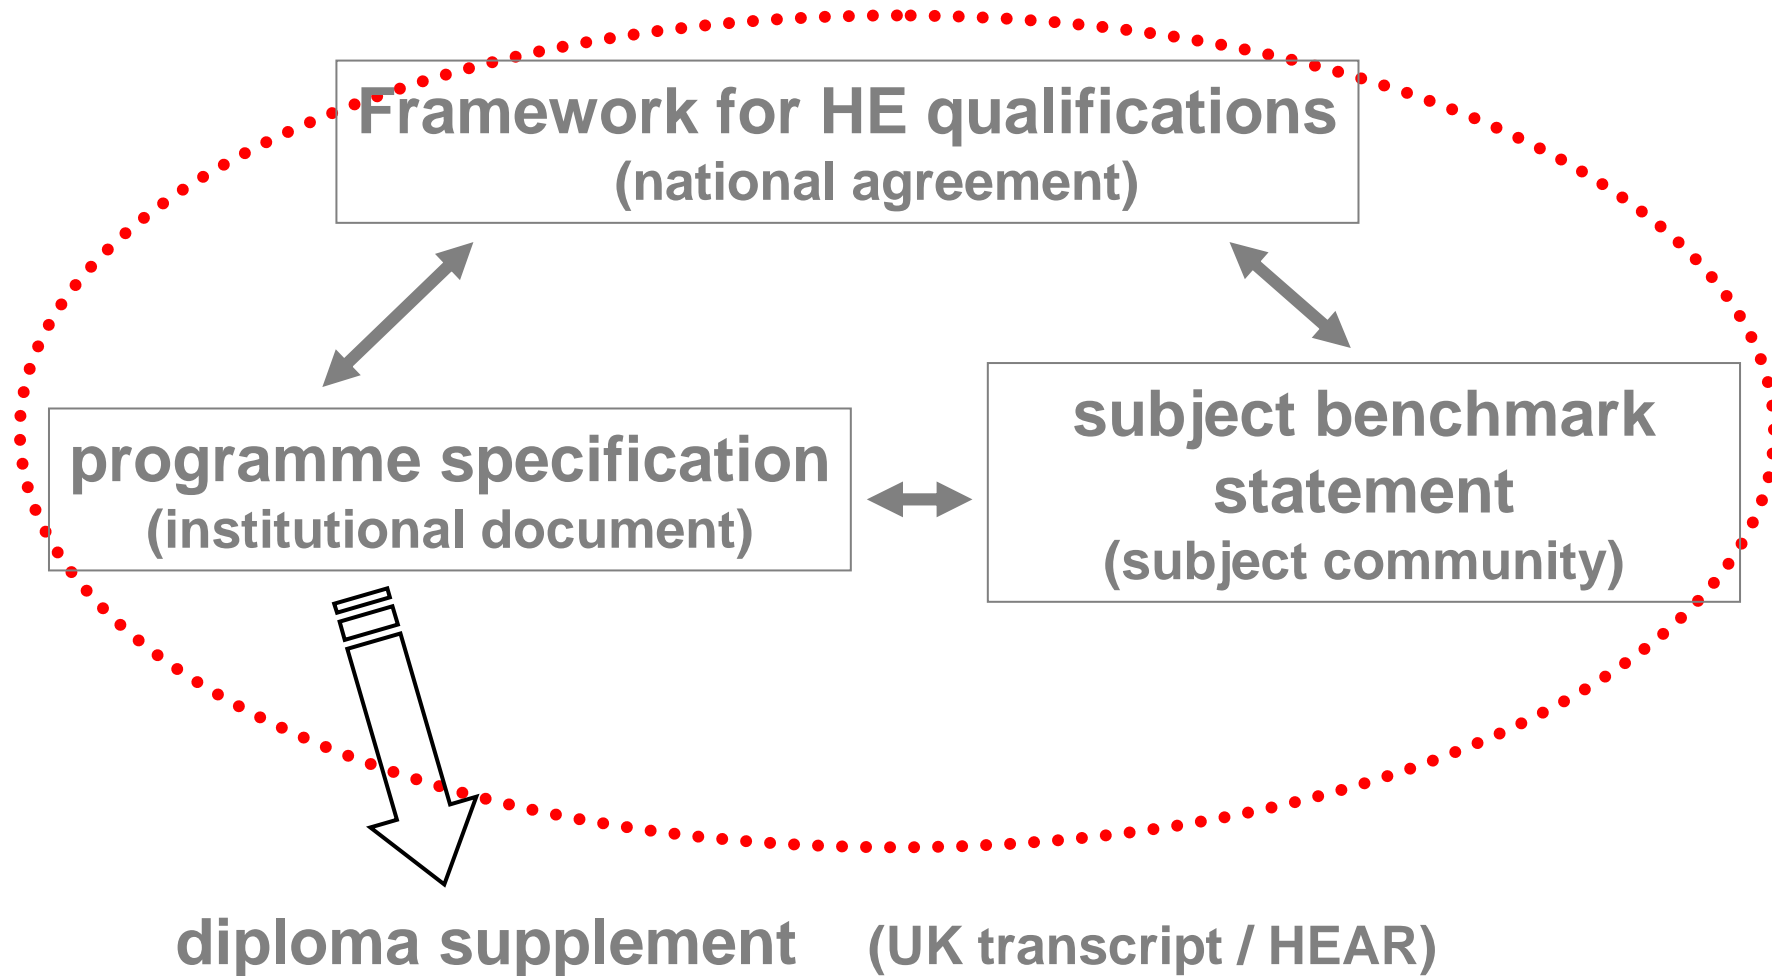 Framework for HE qualifications
(national agreement)
programme specification
(institutional document)
subject benchmark
statement
(subject community)
diploma supplement (UK transcript / HEAR)